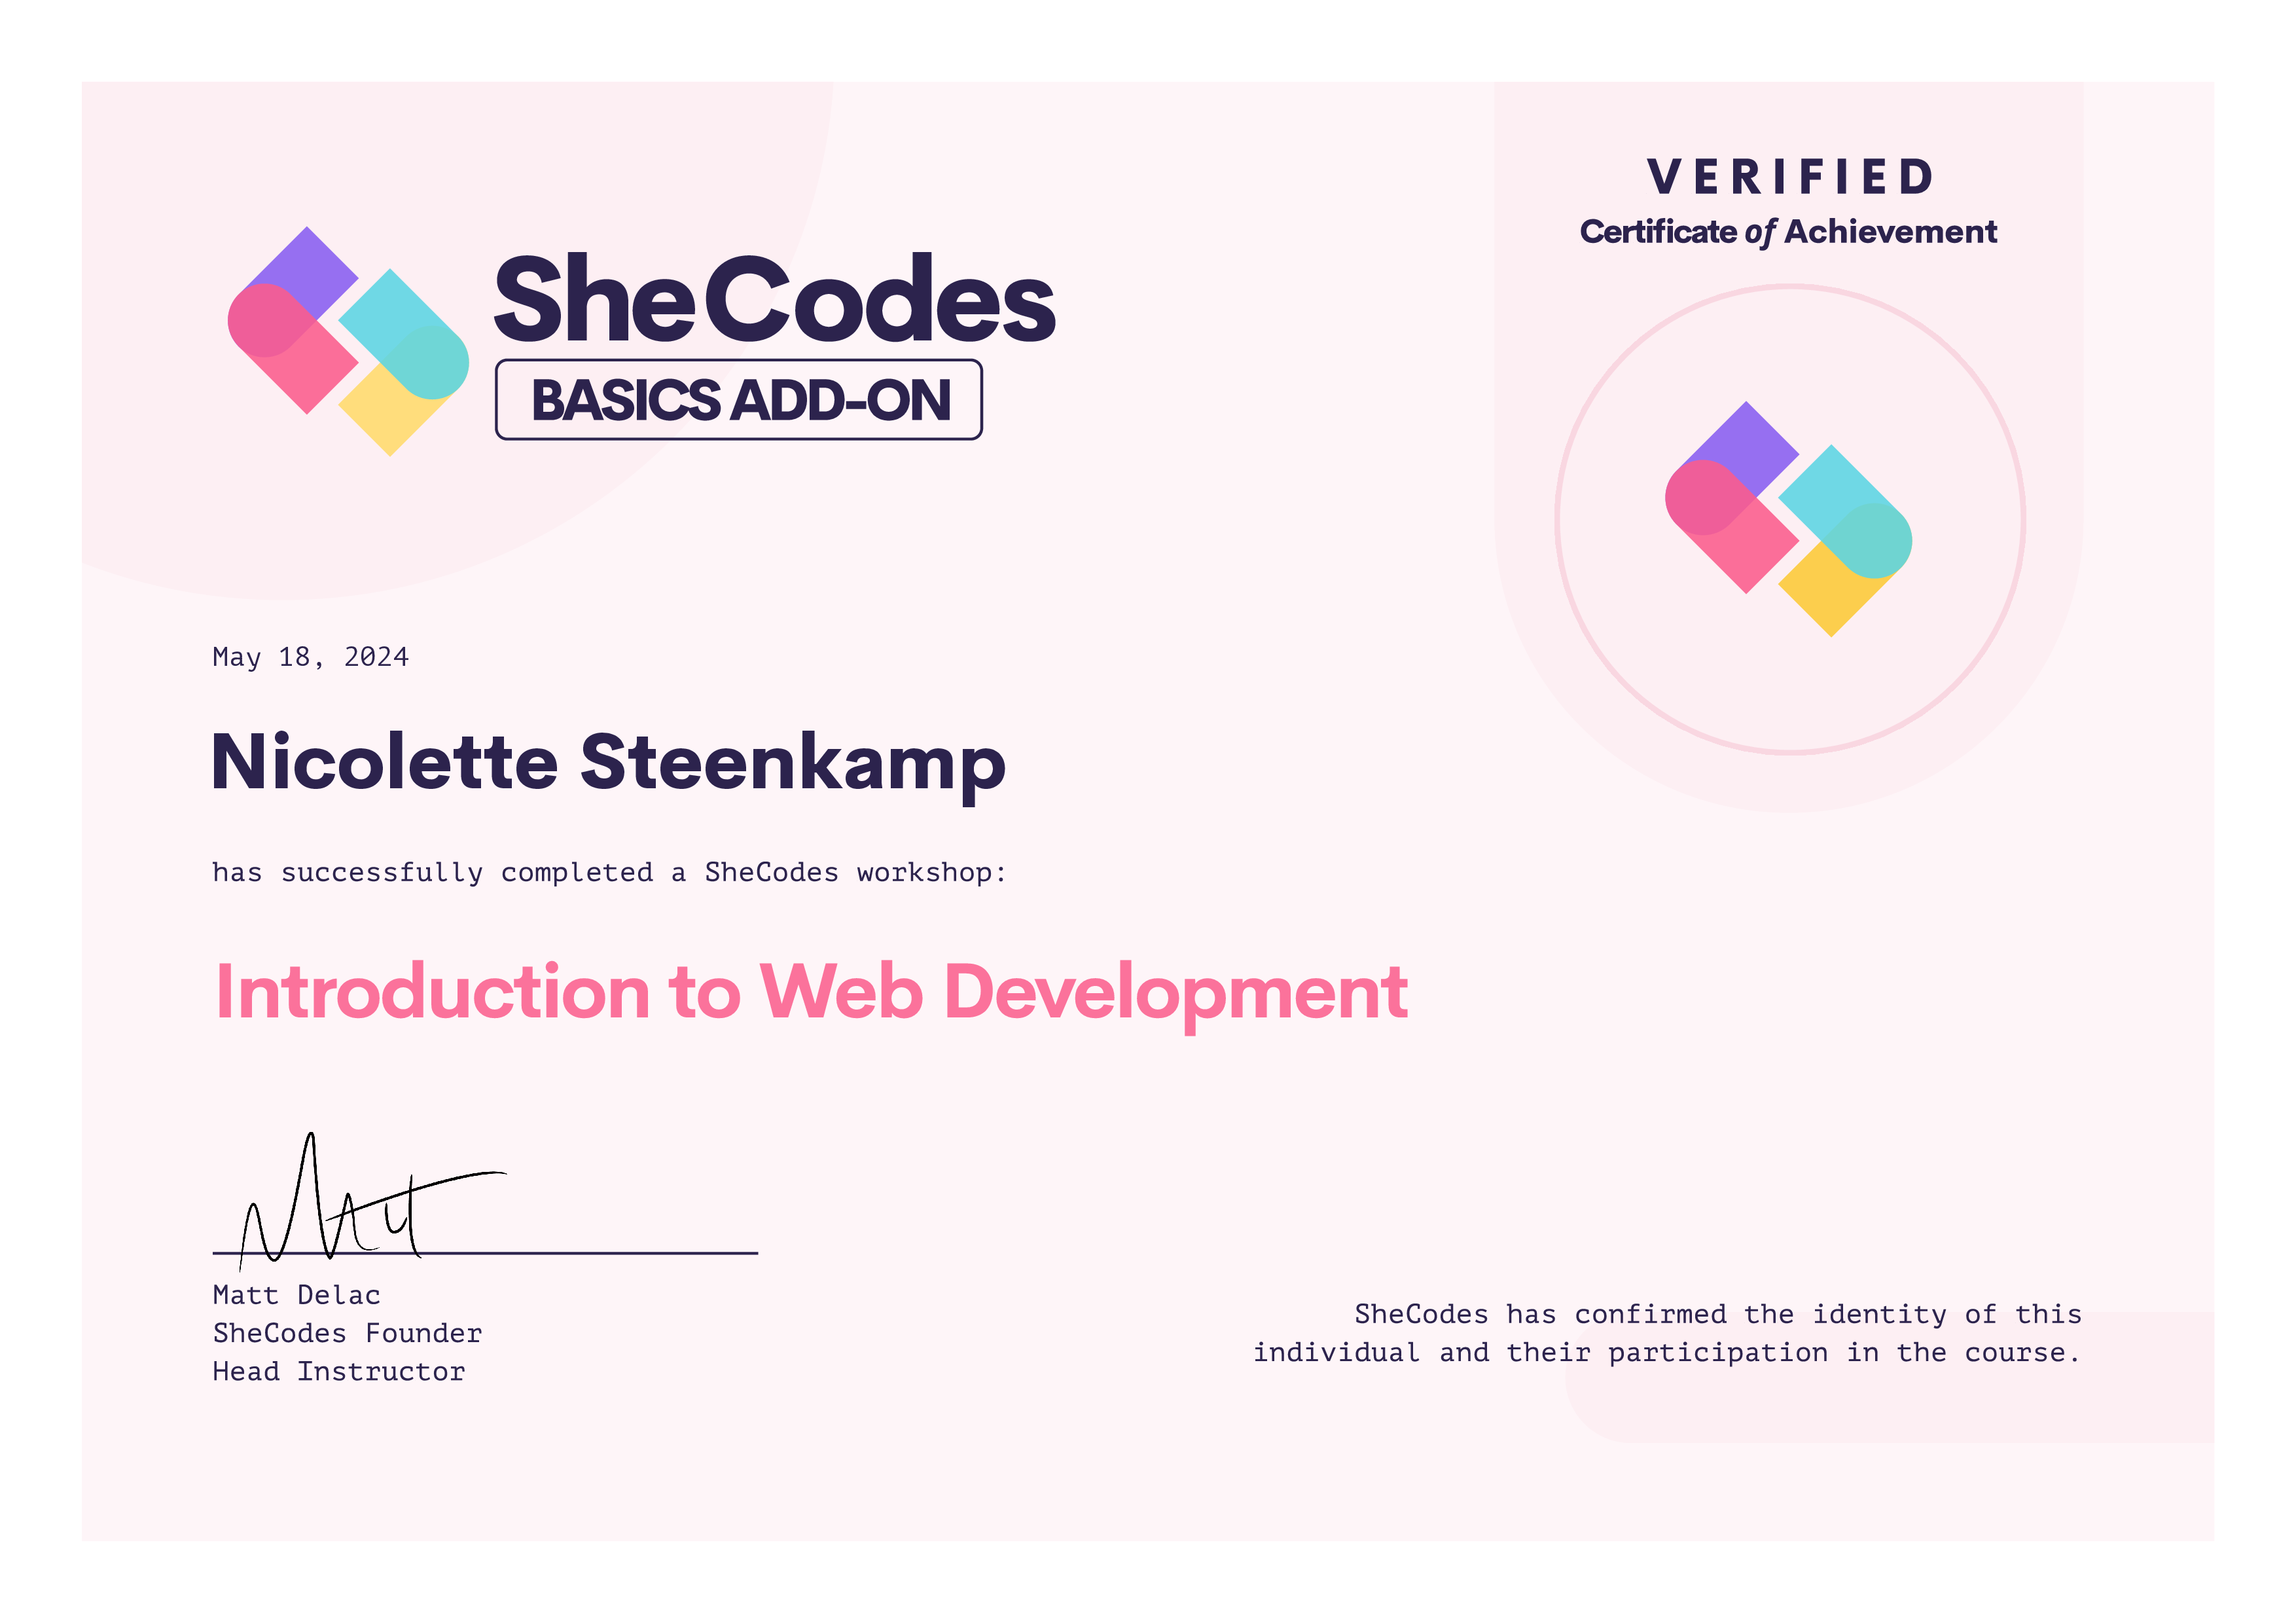 VERIFIED
Certificate of Achievement
SheCodes
BASICS ADD-ON
May 18, 2024
Nicolette Steenkamp
has successfully completed a SheCodes workshop:
Introduction to Web Development
Matt
Matt Delac
SheCodes Founder
Head Instructor
SheCodes has confirmed the identity of this
individual and their participation in the course.